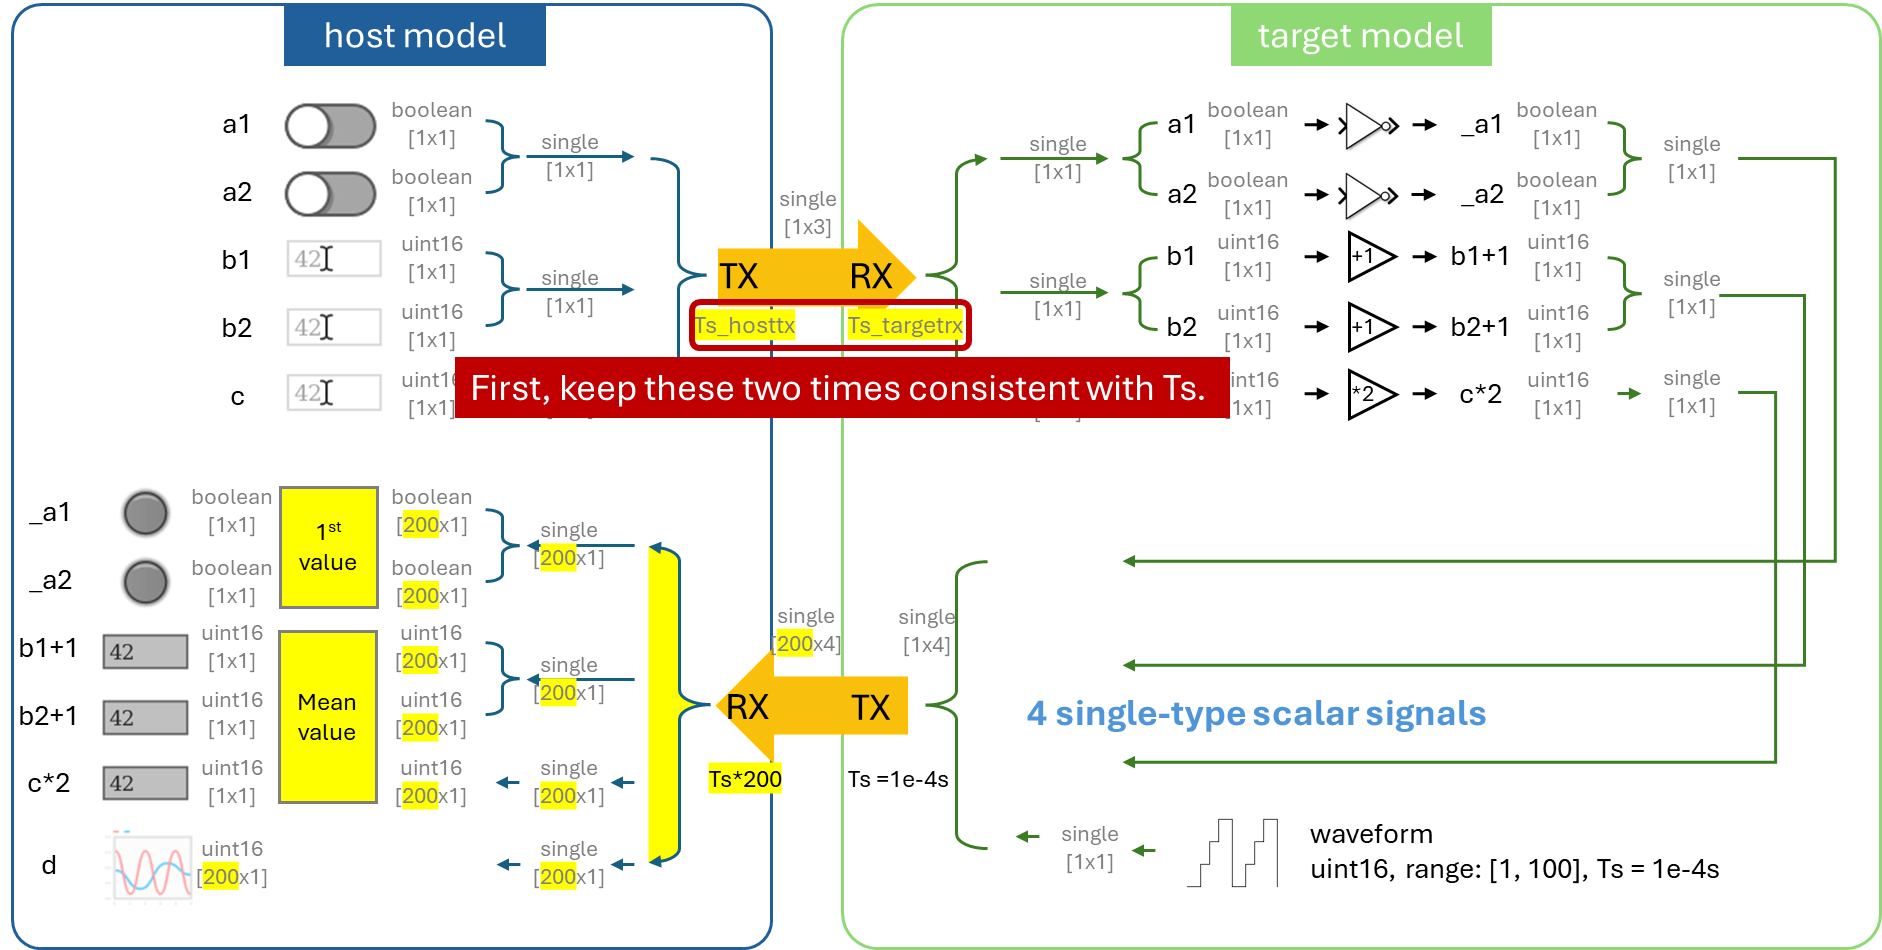 host model
target model
a1
boolean
[1x1]
a2
boolean
[1x1]
single
[1x1]
b1
42
uint16
[1x1]
b2
42
uint16
[1x1]
single
[1x1]
c
42
[1x1]
single
[1x3]
TX
RX
Ts_hosttx
Ts_targetrx
First, keep these two times consistent with Ts.
single
[1x1]
a1
boolean
[1x1]
_a1
boolean
[1x1]
a2
boolean
[1x1]
_a2
boolean
[1x1]
single
[1x1]
single
[1x1]
b1
uint16
[1x1]
+1
b1+1
uint16
[1x1]
b2
uint16
[1x1]
+1
b2+1
uint16
[1x1]
single
[1x1]
[1x1]
*2
c*2
uint16
[1x1]
single
[1x1]
_a1
boolean
[1x1]
1st
value
boolean
[200x1]
_a2
boolean
[1x1]
boolean
[200x1]
single
[200x1]
b1+1
42
uint16
[1x1]
Mean
value
uint16
[200x1]
b2+1
42
uint16
[1x1]
uint16
[200x1]
single
[200x1]
c*2
42
uint16
[1x1]
uint16
[200x1]
single
[200x1]
d
uint16
[200x1]
single
[200x1]
single
[200x4]
RX
TX
Ts*200
Ts =1e-4s
single
[1x4]
4 single-type scalar signals
single
[1x1]
waveform
uint16, range: [1, 100], Ts = 1e-4s